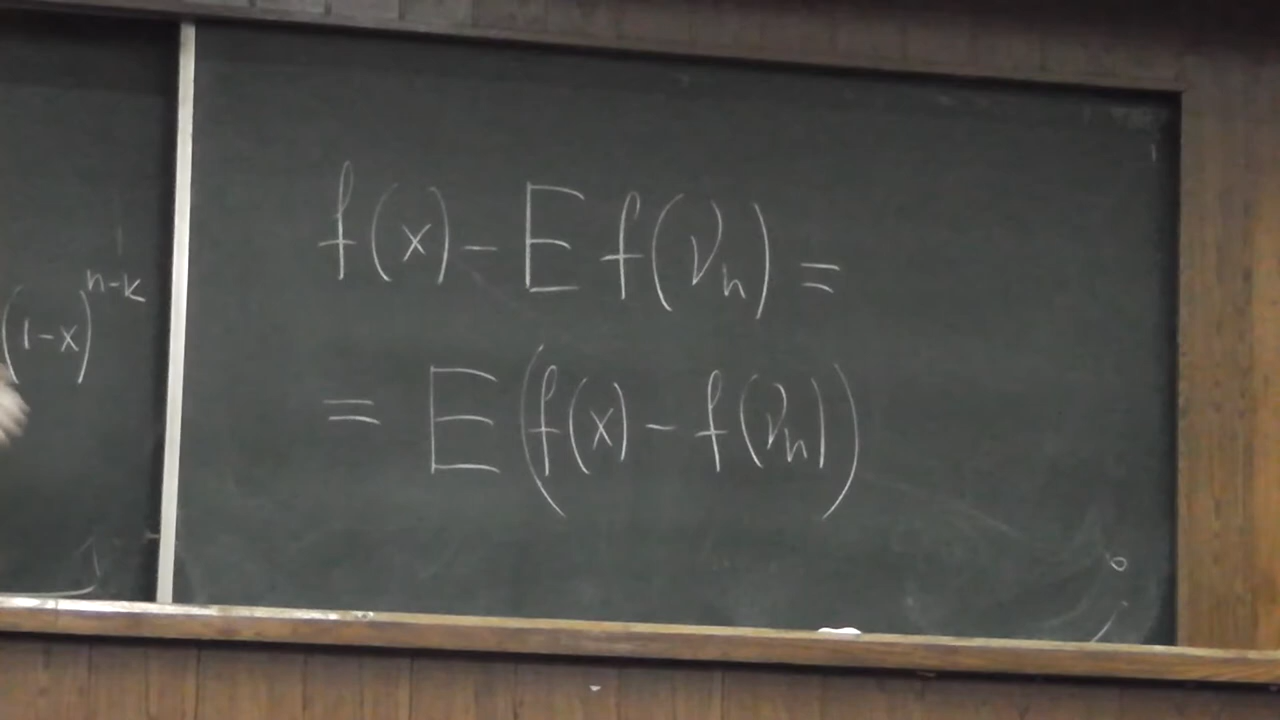 (1-x)^{n-k}
f(x) - E f(ν_n) =
= E (f(x) - f(ν_n))